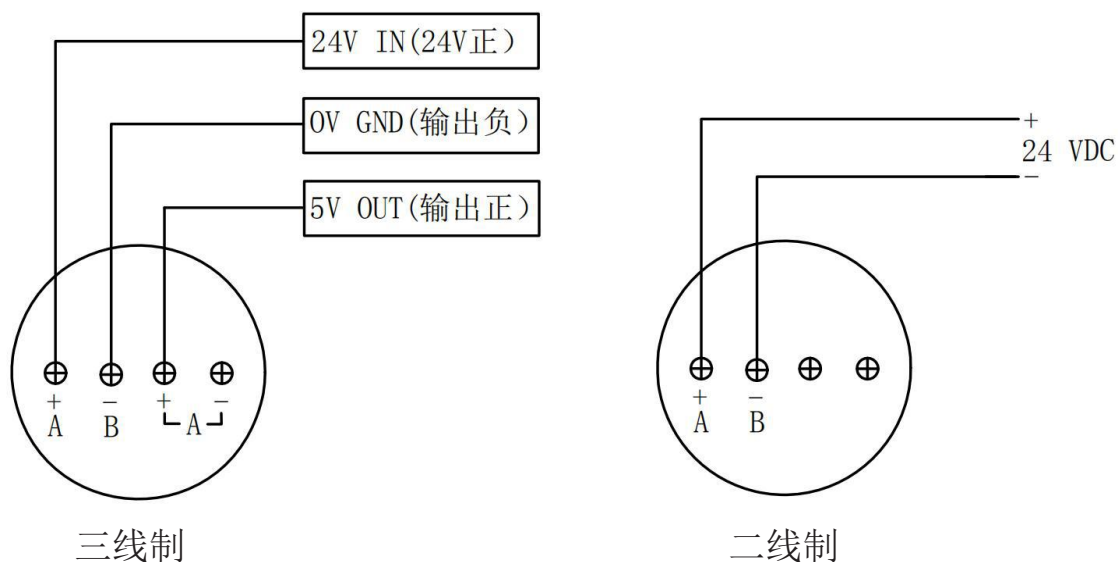 24V IN(24V正)
0V GND(输出负)
5V OUT(输出正)
+ - + -
A B A
三线制
+
24 VDC
-
+ -
A B
二线制